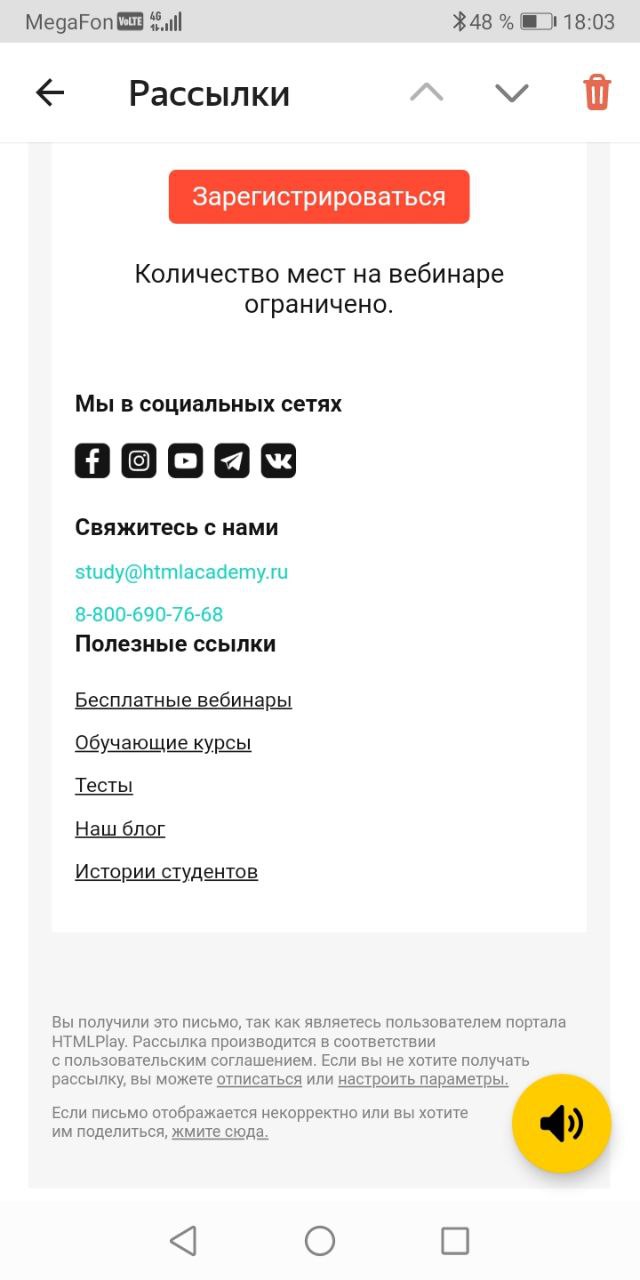 MegaFon VoLTE 4G 48 % 18:03
Рассылки
Зарегистрироваться
Количество мест на вебинаре
ограничено.
Мы в социальных сетях
Свяжитесь с нами
study@htmlacademy.ru
8-800-690-76-68
Полезные ссылки
Бесплатные вебинары
Обучающие курсы
Тесты
Наш блог
Истории студентов
Вы получили это письмо, так как являетесь пользователем портала
HTMLPlay. Рассылка производится в соответствии
с пользовательским соглашением. Если вы не хотите получать
рассылку, вы можете отписаться или настроить параметры.
Если письмо отображается некорректно или вы хотите
им поделиться, жмите сюда.